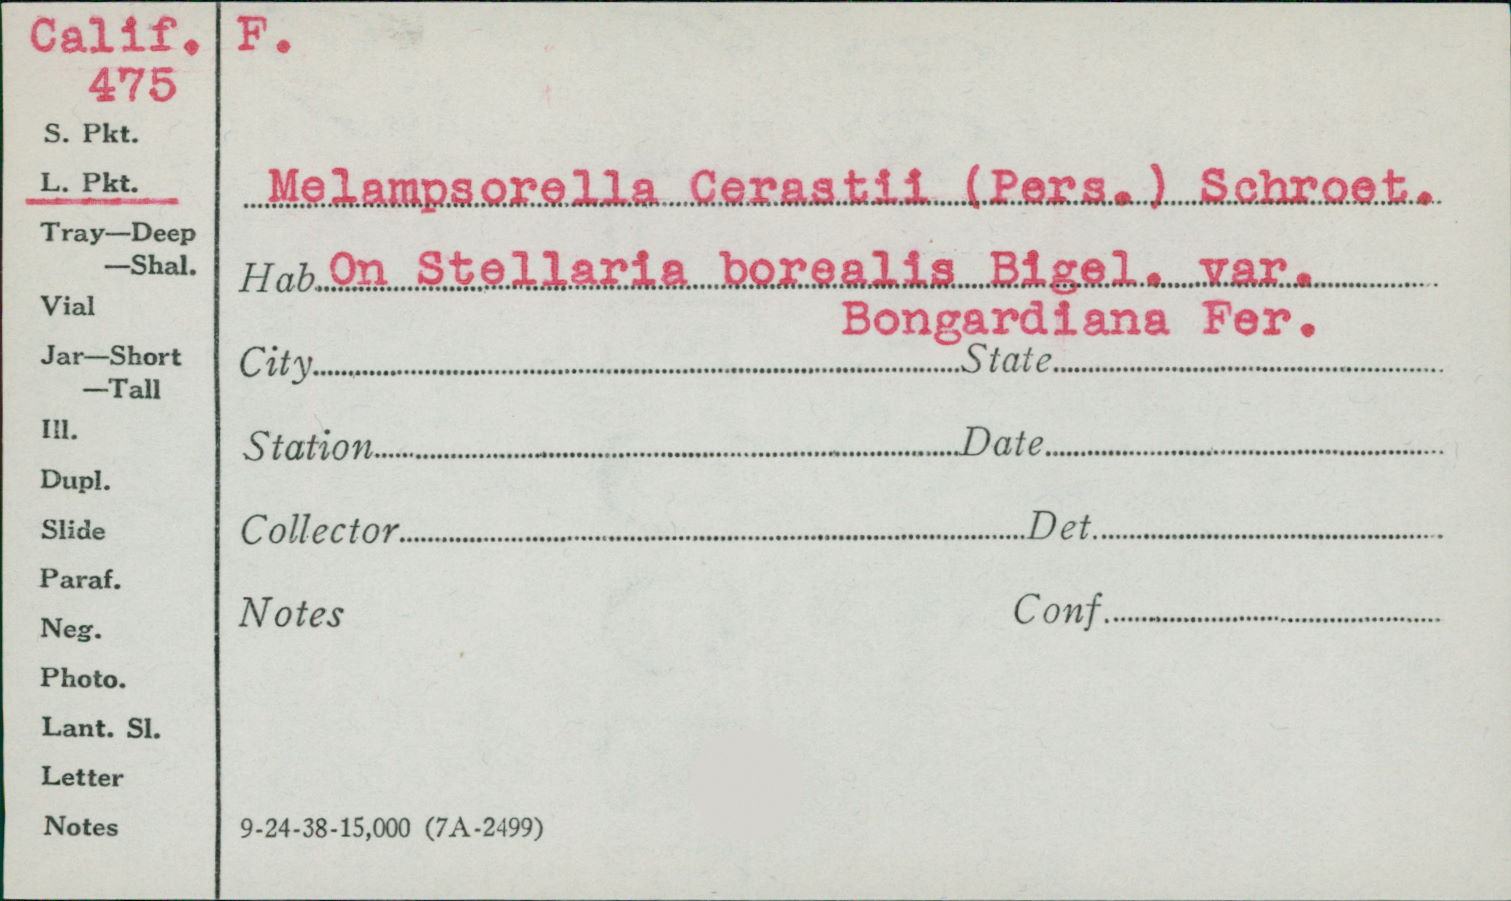 Calif.
475
F.
S. Pkt.
L. Pkt.
Tray—Deep
—Shal.
Vial
Jar—Short
—Tall
Ill.
Dupl.
Slide
Paraf.
Neg.
Photo.
Lant. Sl.
Letter
Notes
Melampsorella Cerastii (Pers.) Schroet.
Hab. On Stellaria borealis Bigel. var.
Bongardiana Fer.
City State
Station Date
Collector Det.
Notes Conf.
9-24-38-15,000 (7A-2499)